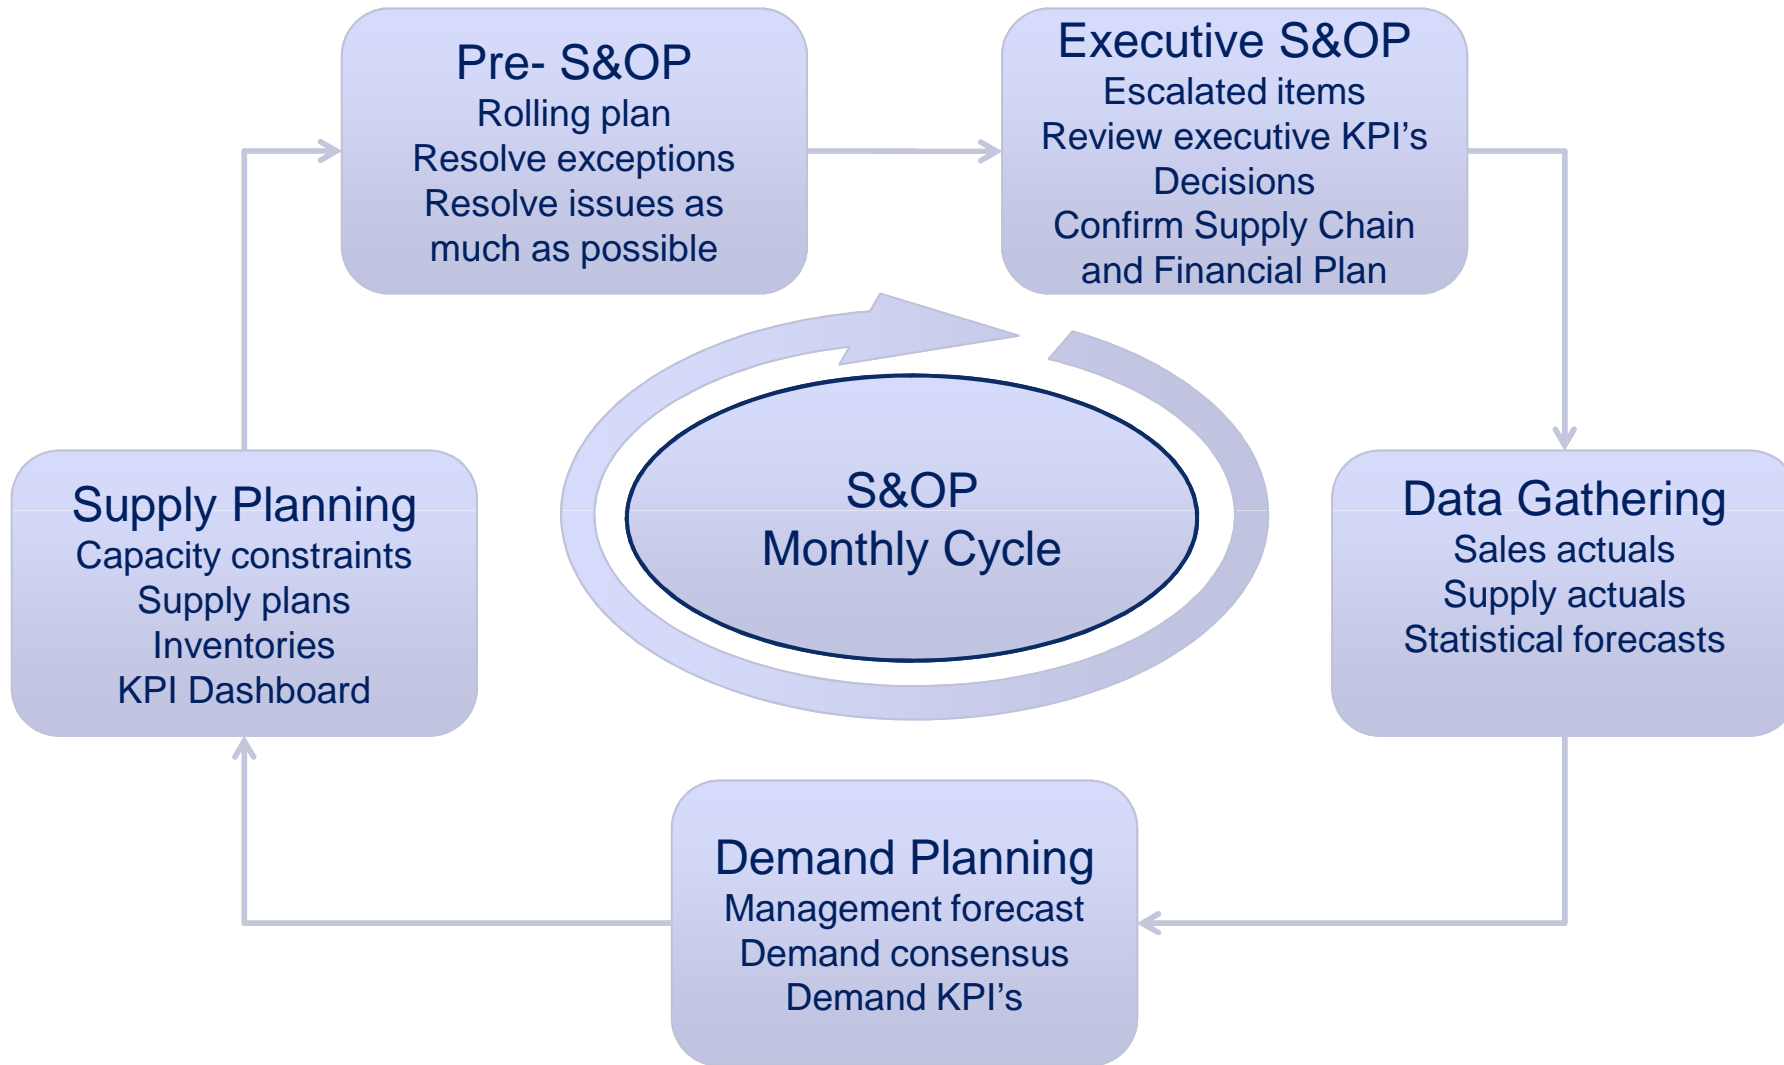 Pre- S&OP
Rolling plan
Resolve exceptions
Resolve issues as
much as possible
Executive S&OP
Escalated items
Review executive KPI’s
Decisions
Confirm Supply Chain
and Financial Plan
Supply Planning
Capacity constraints
Supply plans
Inventories
KPI Dashboard
S&OP
Monthly Cycle
Data Gathering
Sales actuals
Supply actuals
Statistical forecasts
Demand Planning
Management forecast
Demand consensus
Demand KPI’s